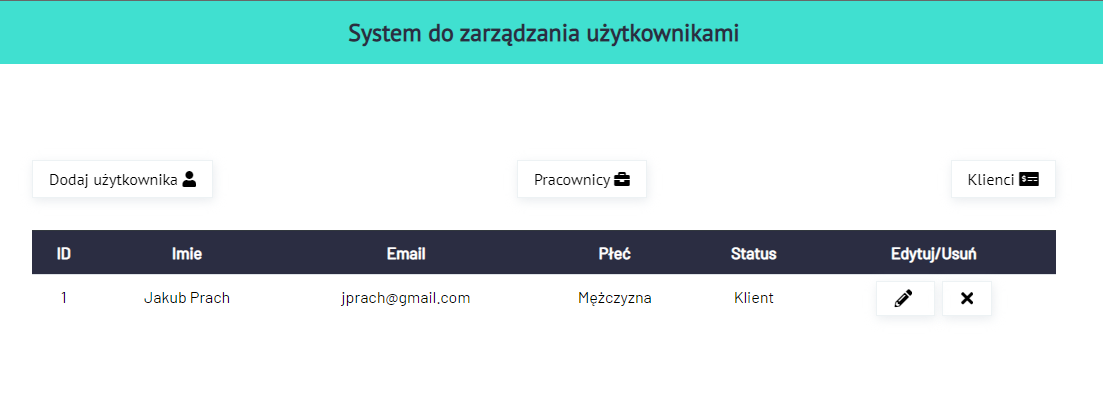 System do zarządzania użytkownikami
Dodaj użytkownika Pracownicy Klienci
ID Imie Email Płeć Status Edytuj/Usuń
1 Jakub Prach jprach@gmail.com Mężczyzna Klient